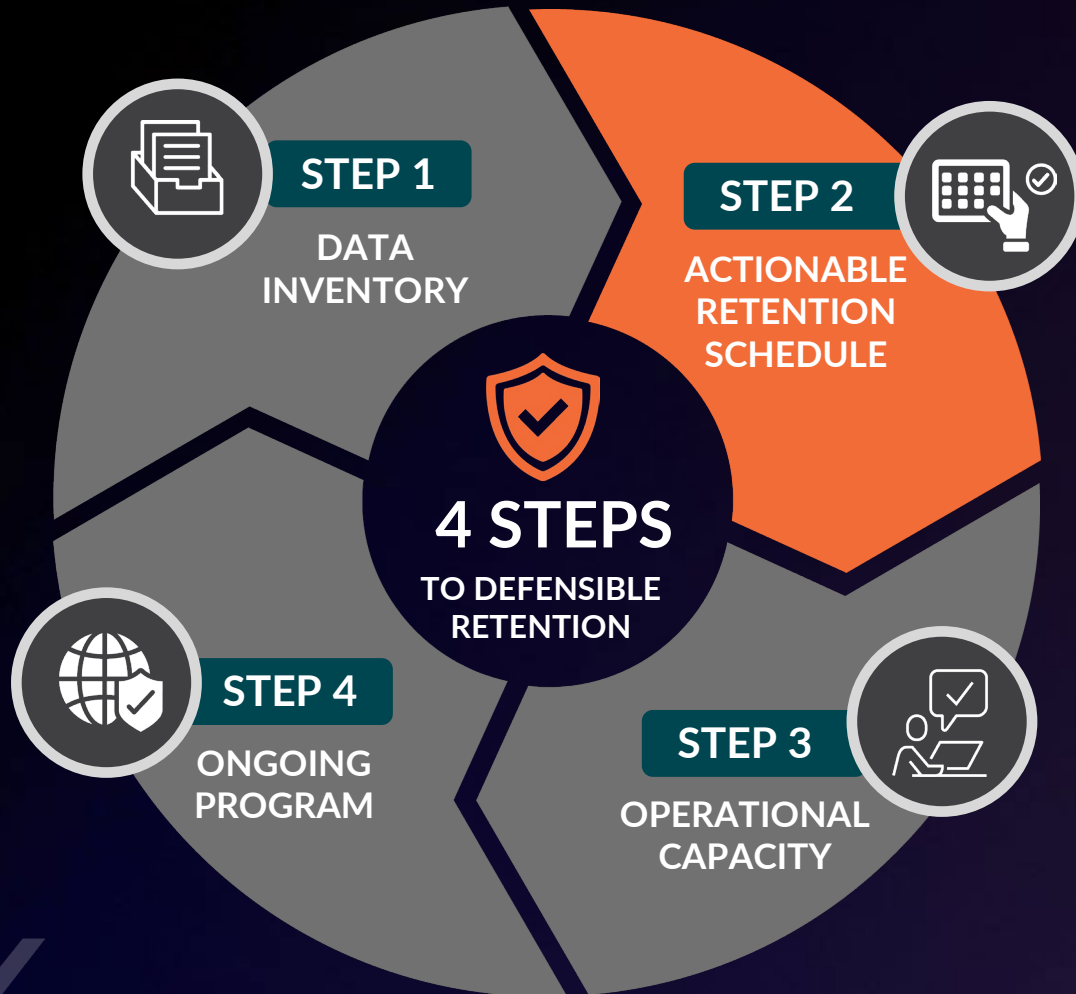 STEP 1
DATA
INVENTORY
STEP 2
ACTIONABLE
RETENTION
SCHEDULE
4 STEPS
TO DEFENSIBLE
RETENTION
STEP 3
OPERATIONAL
CAPACITY
STEP 4
ONGOING
PROGRAM